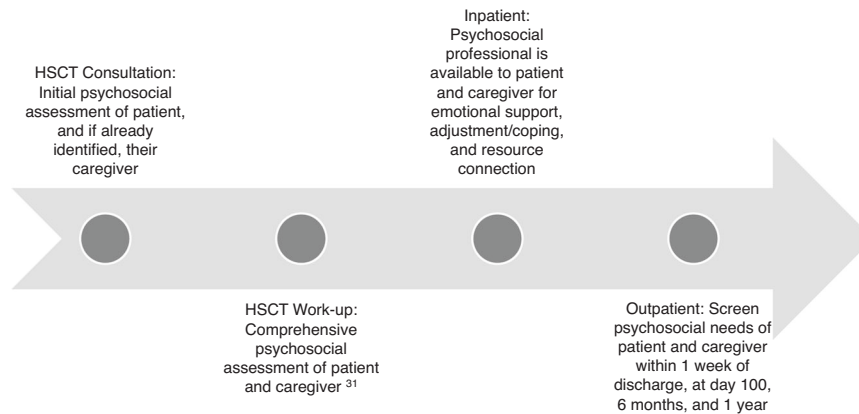 HSCT Consultation:
Initial psychosocial
assessment of patient,
and if already
identified, their
caregiver
HSCT Work-up:
Comprehensive
psychosocial
assessment of patient
and caregiver 31
Inpatient:
Psychosocial
professional is
available to patient
and caregiver for
emotional support,
adjustment/coping,
and resource
connection
Outpatient: Screen
psychosocial needs of
patient and caregiver
within 1 week of
discharge, at day 100,
6 months, and 1 year